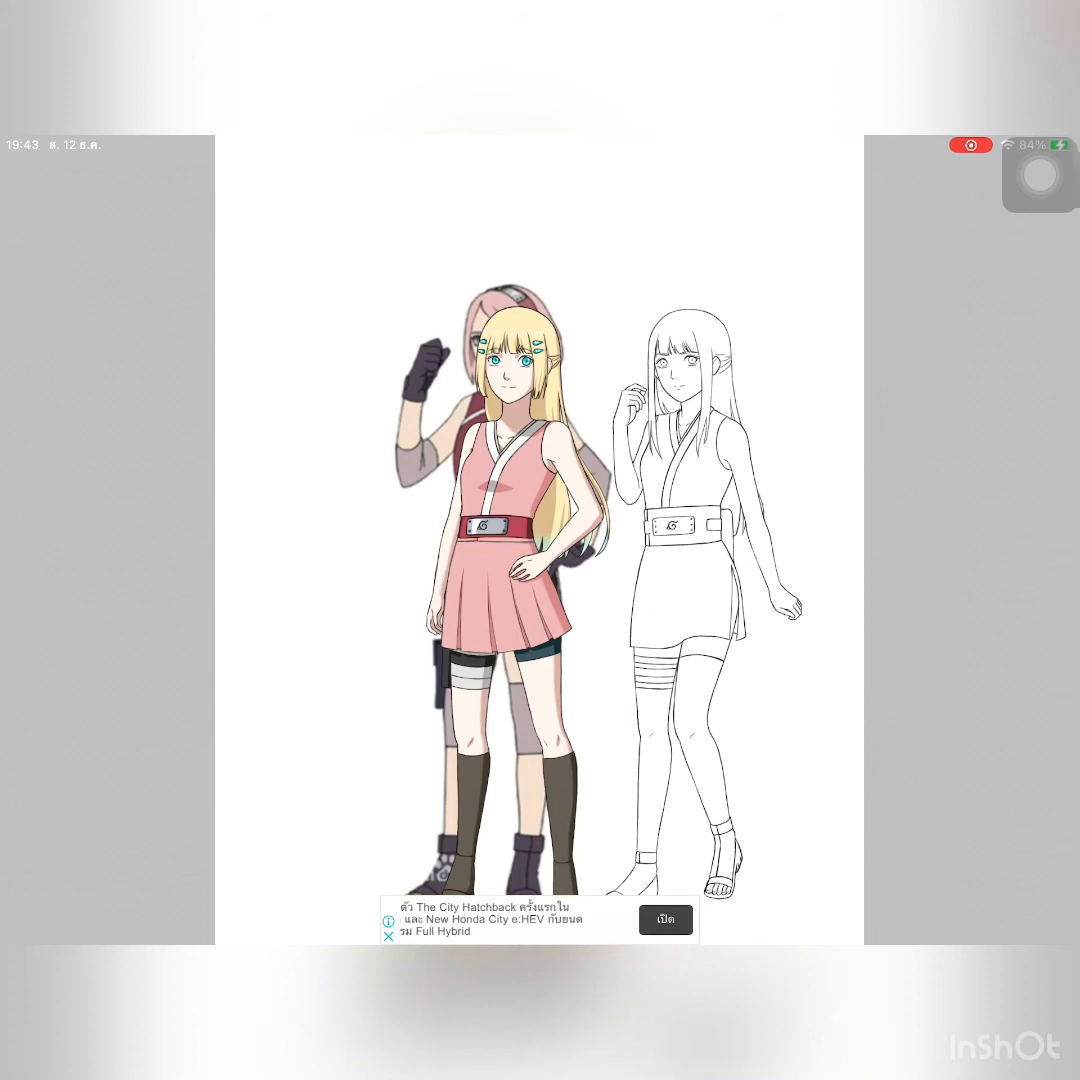 19:43 ส. 12 ธ.ค.
84%
ตัว The City Hatchback ครั้งแรกใน
และ New Honda City e:HEV กับยนต
รม Full Hybrid
เปิด
InShOt